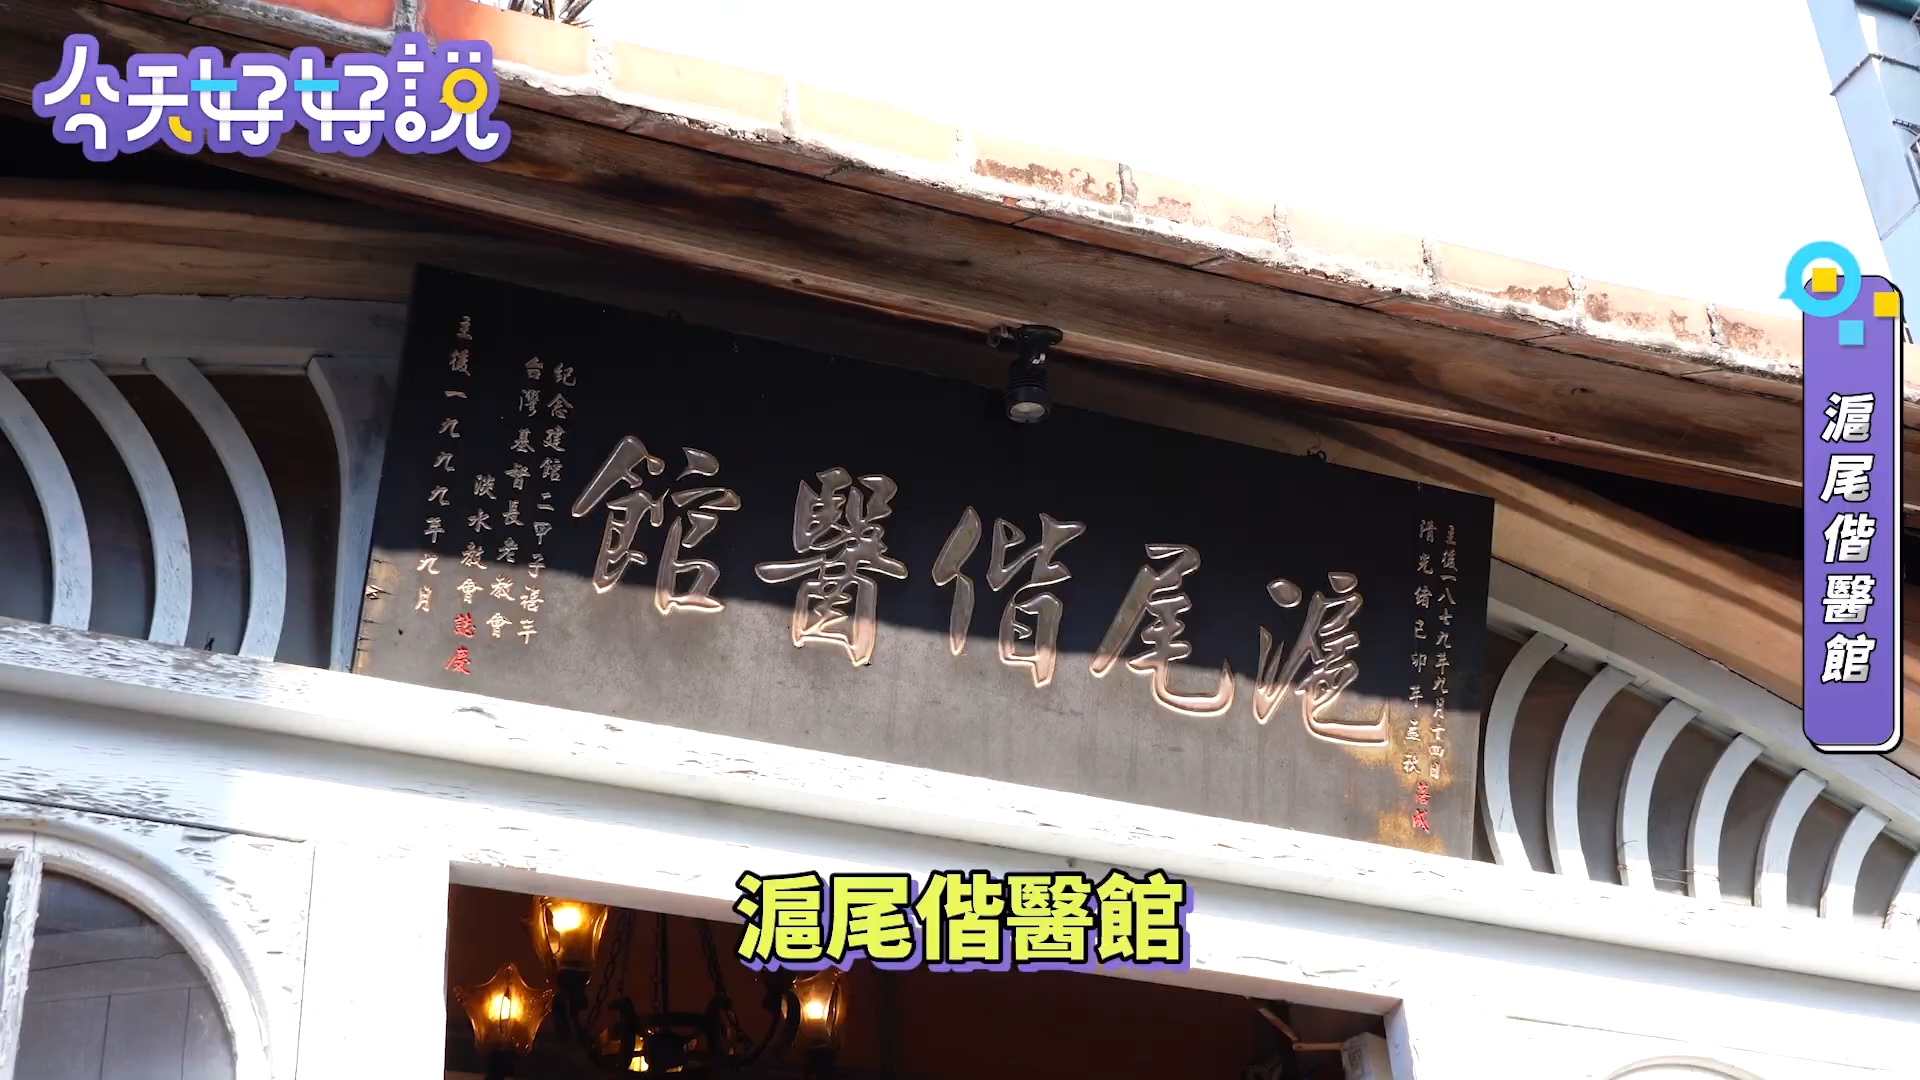 今天好好說
滬尾偕醫館
主後一八七九年九月十四日
清光緒己卯年孟秋 落成
滬尾偕醫館
紀念建館二甲子禧年
台灣基督長老教會
淡水教會 誌慶
主後一九九九年九月
滬尾偕醫館